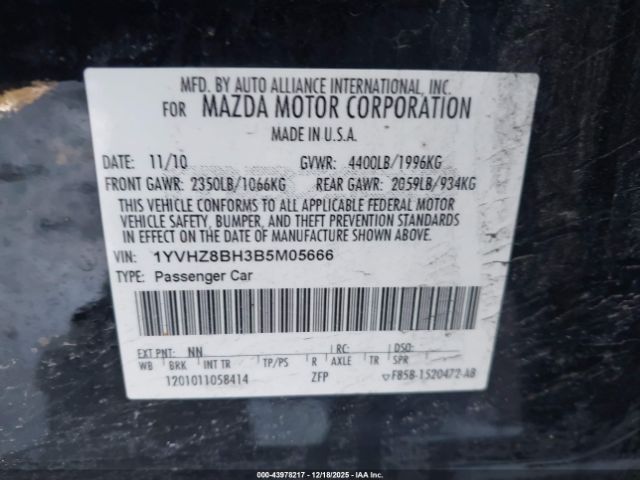 MFD. BY AUTO ALLIANCE INTERNATIONAL, INC.
FOR MAZDA MOTOR CORPORATION
MADE IN U.S.A.
DATE: 11/10 GVWR: 4400LB/1996KG
FRONT GAWR: 2350LB/1066KG REAR GAWR: 2059LB/934KG
THIS VEHICLE CONFORMS TO ALL APPLICABLE FEDERAL MOTOR
VEHICLE SAFETY, BUMPER, AND THEFT PREVENTION STANDARDS
IN EFFECT ON THE DATE OF MANUFACTURE SHOWN ABOVE.
VIN: 1YVHZ8BH3B5M05666
TYPE: Passenger Car
EXT PNT: NN RC: DSO:
WB BRK INT TR TP/PS R AXLE TR SPR
1201011058414 ZFP F85B-1520472-AB
000-43978217 - 12/18/2025 - IAA Inc.